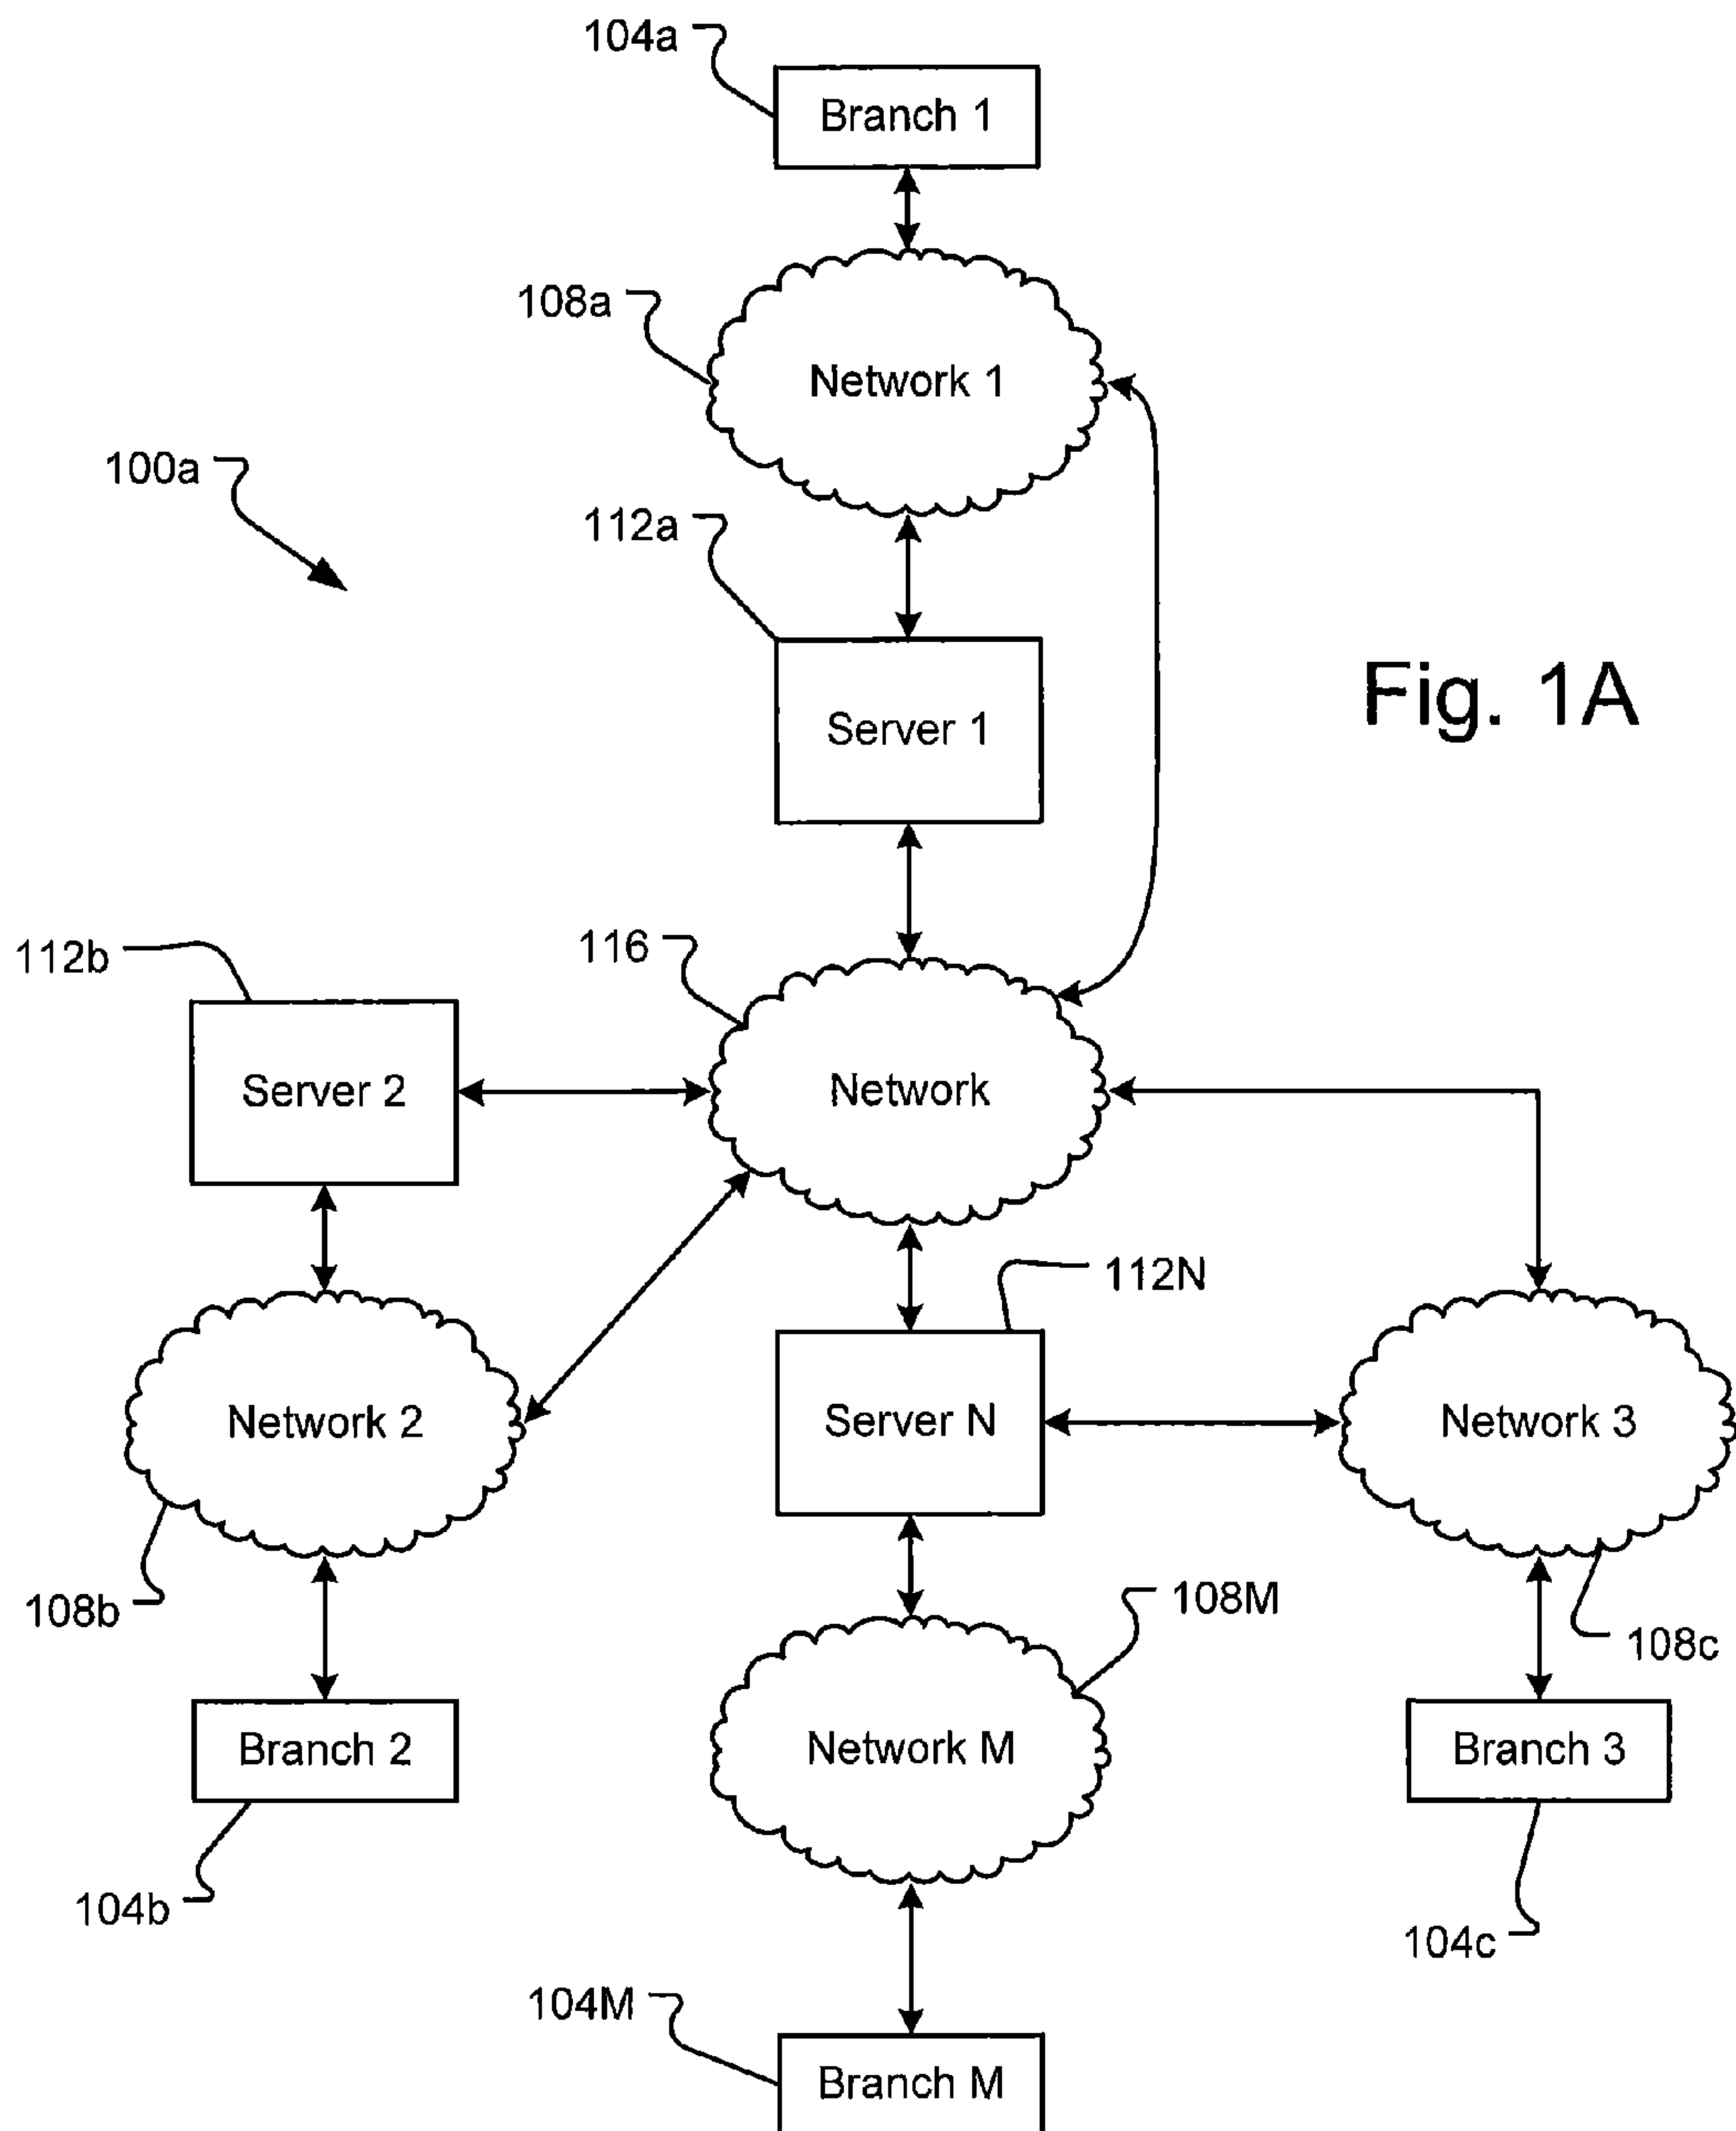 104a
Branch 1
108a
Network 1
100a
112a
Server 1
Fig. 1A
112b
116
Server 2
Network
112N
Network 2
Server N
Network 3
108b
108M
108c
Branch 2
Network M
Branch 3
104b
104c
104M
Branch M